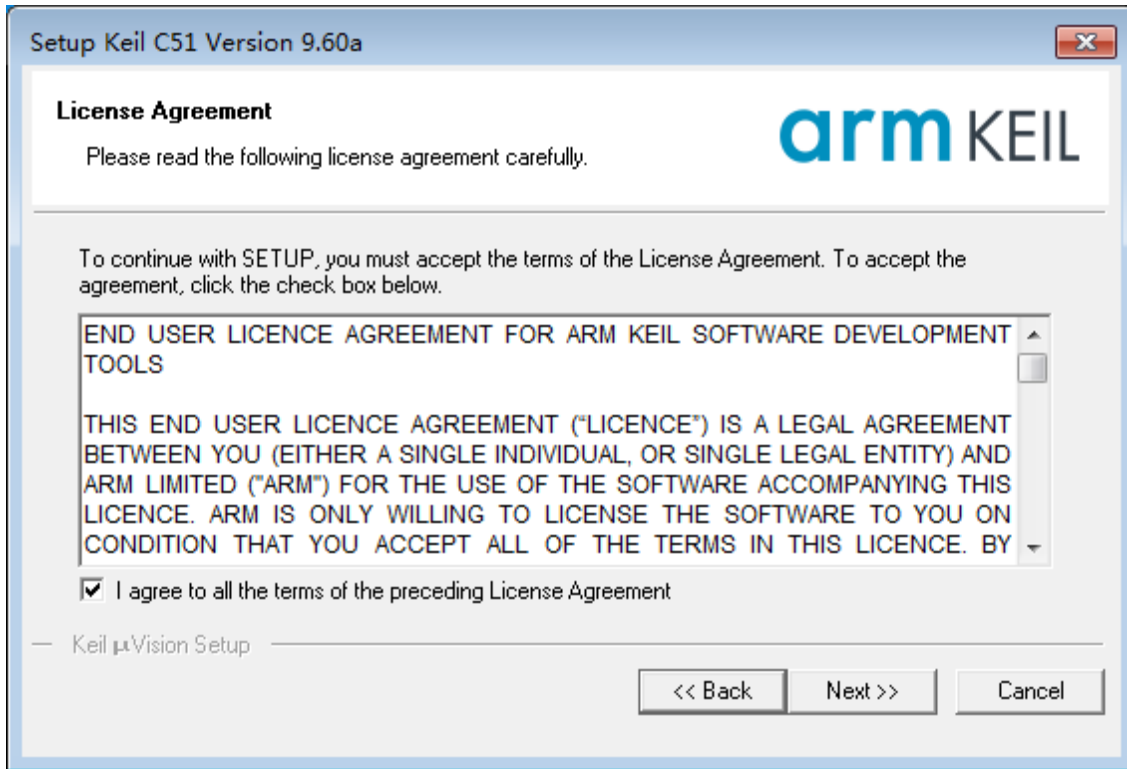 Setup Keil C51 Version 9.60a
License Agreement
Please read the following license agreement carefully.
arm KEIL
To continue with SETUP, you must accept the terms of the License Agreement. To accept the
agreement, click the check box below.
END USER LICENCE AGREEMENT FOR ARM KEIL SOFTWARE DEVELOPMENT
TOOLS
THIS END USER LICENCE AGREEMENT (“LICENCE”) IS A LEGAL AGREEMENT
BETWEEN YOU (EITHER A SINGLE INDIVIDUAL, OR SINGLE LEGAL ENTITY) AND
ARM LIMITED ("ARM") FOR THE USE OF THE SOFTWARE ACCOMPANYING THIS
LICENCE. ARM IS ONLY WILLING TO LICENSE THE SOFTWARE TO YOU ON
CONDITION THAT YOU ACCEPT ALL OF THE TERMS IN THIS LICENCE. BY
I agree to all the terms of the preceding License Agreement
Keil µVision Setup
<< Back
Next >>
Cancel